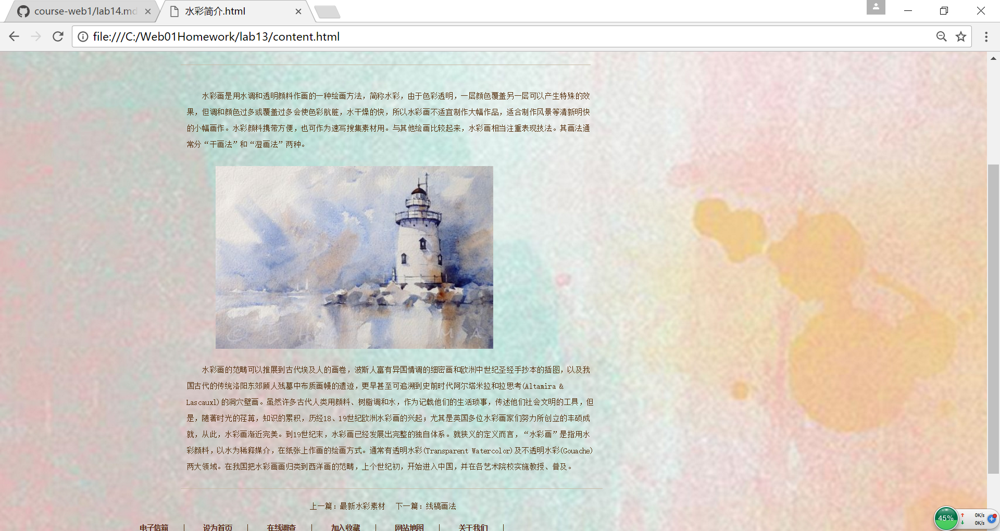 course-web1/lab14.md
水彩简介.html
file:///C:/Web01Homework/lab13/content.html
水彩画是用水调和透明颜料作画的一种绘画方法，简称水彩，由于色彩透明，一层颜色覆盖另一层可以产生特殊的效
果，但调和颜色过多或覆盖过多会使色彩肮脏，水干燥的快，所以水彩画不适宜制作大幅作品，适合制作风景等清新明快
的小幅画作。水彩颜料携带方便，也可作为速写搜集素材用。与其他绘画比较起来，水彩画相当注重表现技法。其画法通
常分“干画法”和“湿画法”两种。
水彩画的范畴可以推展到古代埃及人的画卷，波斯人富有异国情调的细密画和欧洲中世纪圣经手抄本的插图，以及我
国古代的传统洛阳东郊顾人残墓中布质画幔的遗迹，更早甚至可追溯到史前时代阿尔塔米拉和拉思考(Altamira &
Lascauxl)的洞穴壁画。虽然许多古代人类用颜料、树脂调和水，作为记载他们的生活琐事，传述他们社会文明的工具，但
是，随著时光的荏苒，知识的累积，历经18、19世纪欧洲水彩画的兴起；尤其是英国多位水彩画家们努力所创立的丰硕成
就，从此，水彩画渐近完美。到19世纪末，水彩画已经发展出完整的独自体系。就狭义的定义而言，“水彩画”是指用水
彩颜料，以水为稀释媒介，在纸张上作画的绘画方式。通常有透明水彩(Transparent Watercolor)及不透明水彩(Gouache)
两大领域。在我国把水彩画画归类到西洋画的范畴，上个世纪初，开始进入中国，并在各艺术院校实施教授、普及。
上一篇：最新水彩素材 下一篇：线稿画法
电子信箱 | 设为首页 | 在线调查 | 加入收藏 | 网站地图 | 关于我们 |
45%
0K/s
0K/s